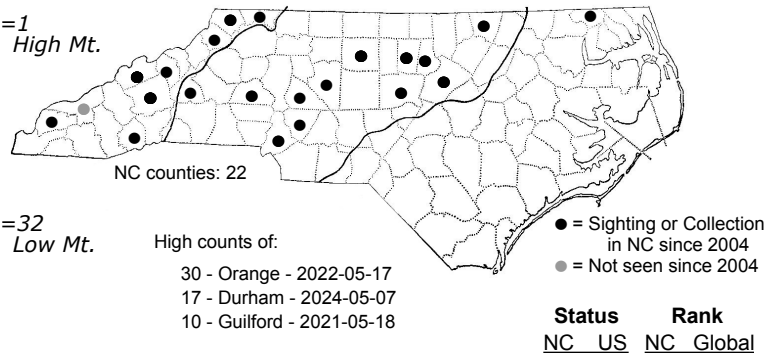 =1
High Mt.
NC counties: 22
=32
Low Mt.
High counts of:
30 - Orange - 2022-05-17
17 - Durham - 2024-05-07
10 - Guilford - 2021-05-18
= Sighting or Collection
in NC since 2004
= Not seen since 2004
Status Rank
NC US NC Global